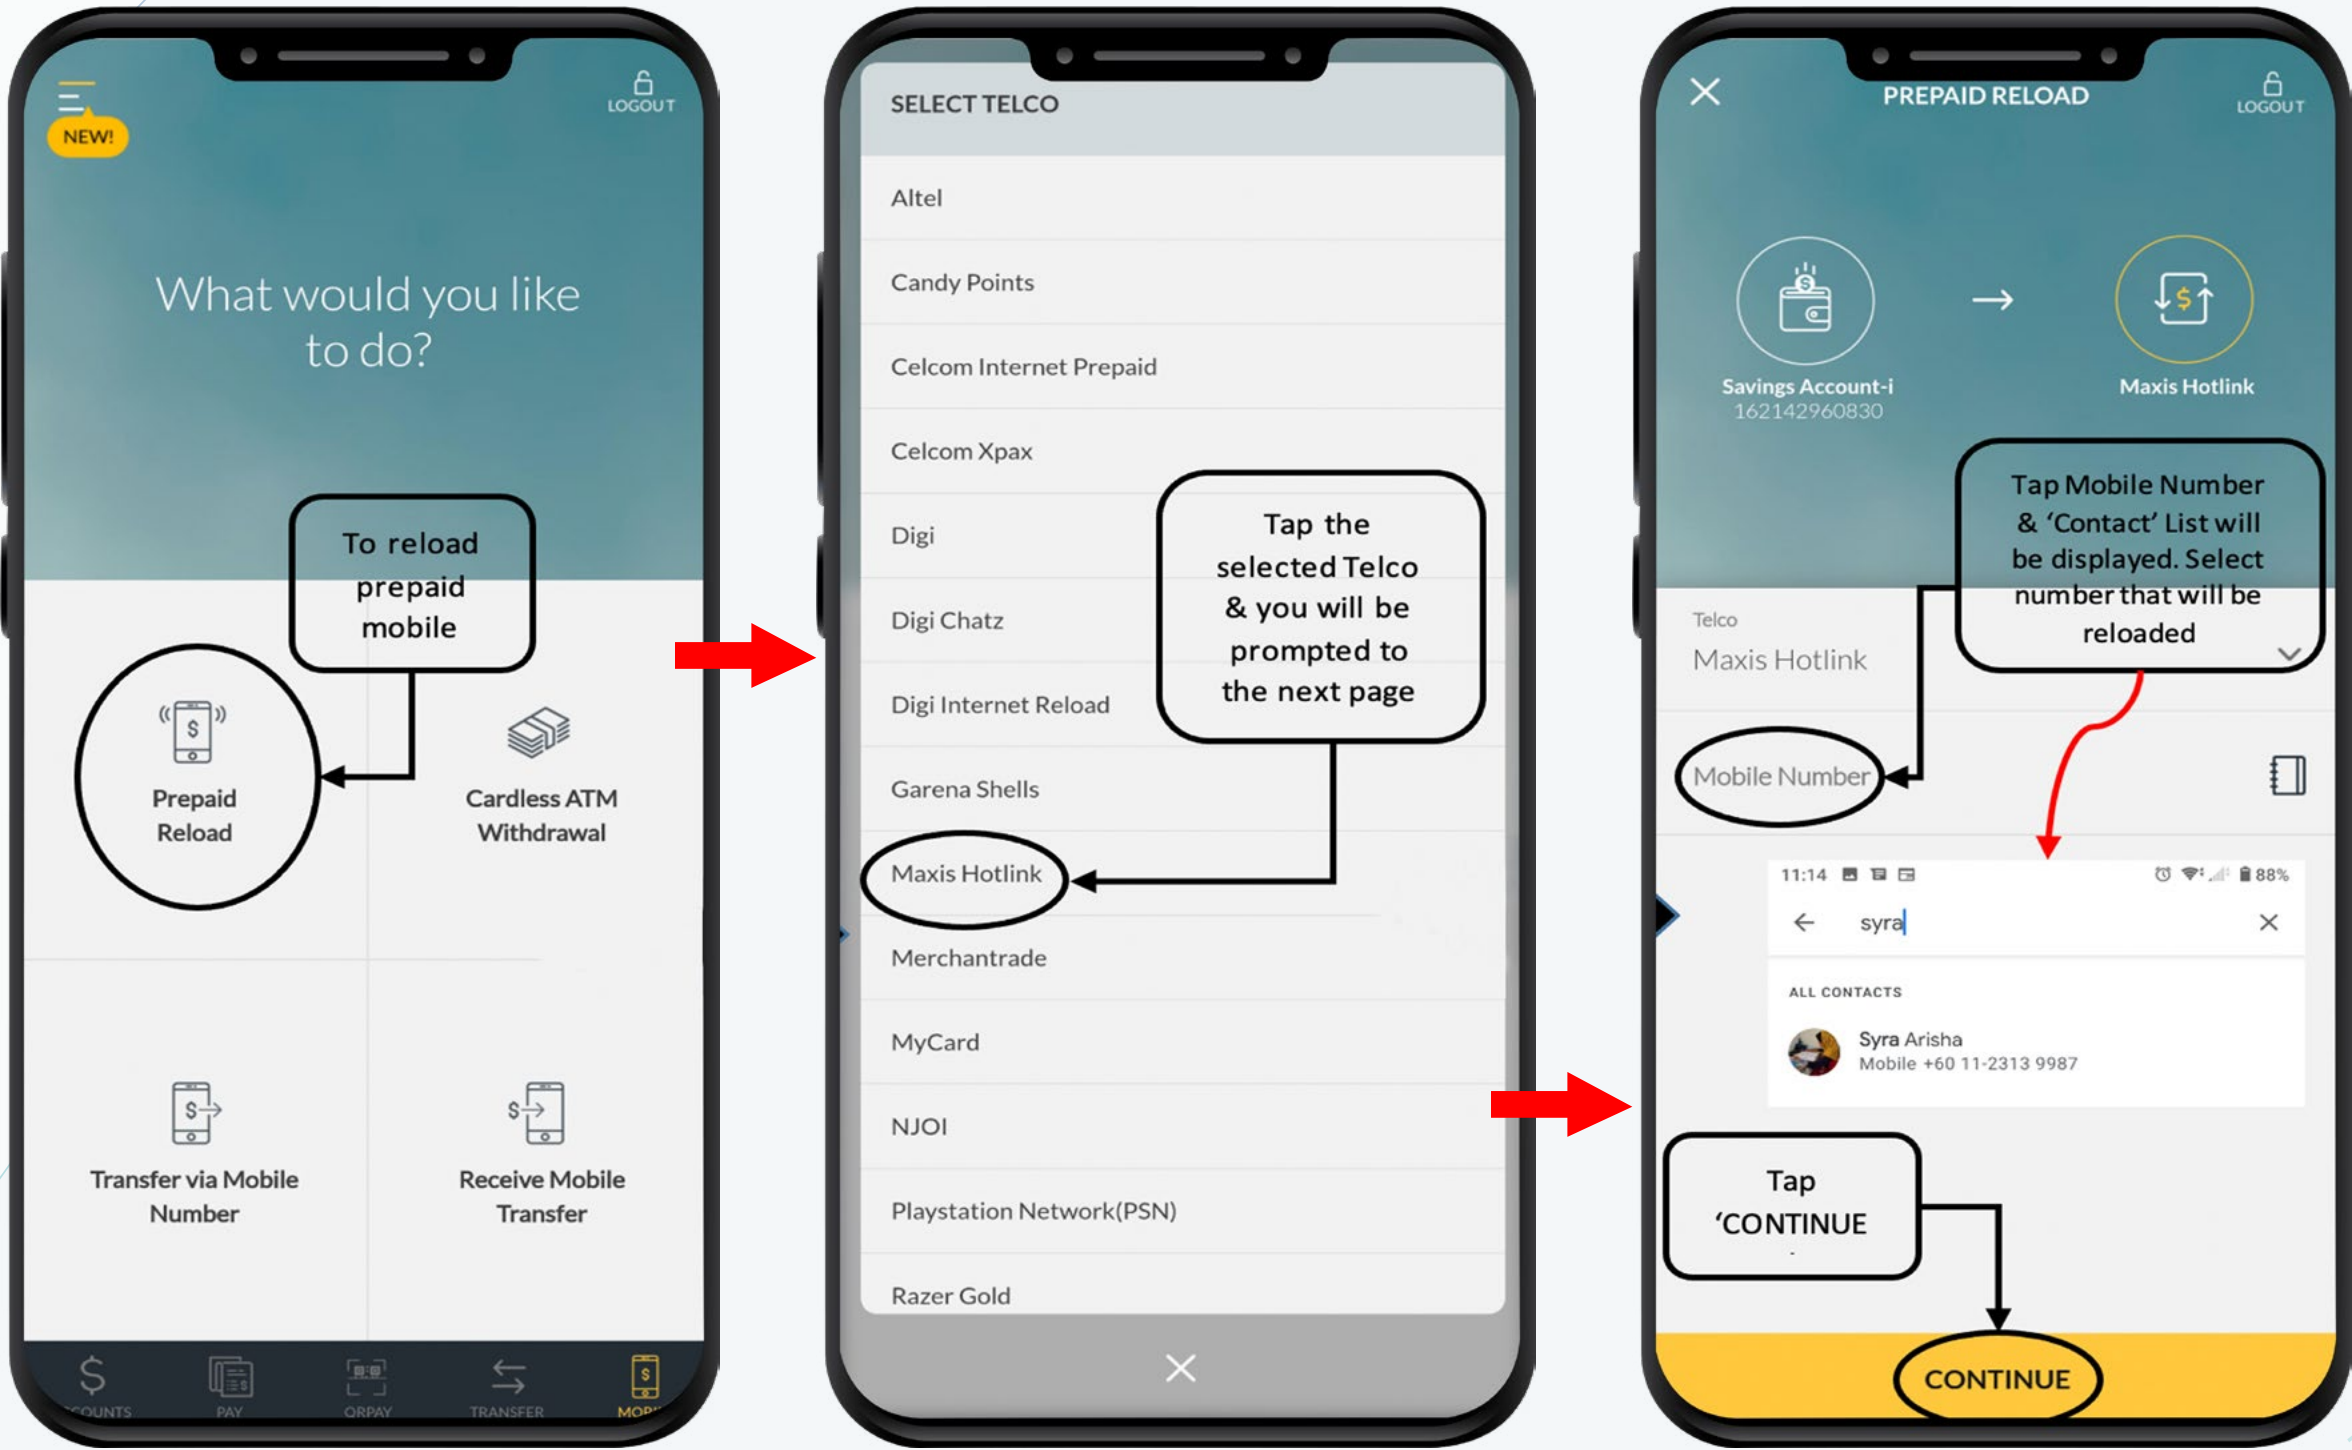 LOGOUT
NEW!
What would you like
to do?
To reload
prepaid
mobile
Prepaid
Reload
Cardless ATM
Withdrawal
Transfer via Mobile
Number
Receive Mobile
Transfer
PAY
QRPAY
TRANSFER
SELECT TELCO
Altel
Candy Points
Celcom Internet Prepaid
Celcom Xpax
Digi
Digi Chatz
Digi Internet Reload
Garena Shells
Maxis Hotlink
Merchantrade
MyCard
NJOI
Playstation Network(PSN)
Razer Gold
Tap the
selected Telco
& you will be
prompted to
the next page
PREPAID RELOAD
LOGOUT
Savings Account-i
162142960830
Maxis Hotlink
Tap Mobile Number
& ‘Contact’ List will
be displayed. Select
number that will be
reloaded
Telco
Maxis Hotlink
Mobile Number
11:14
88%
syra
ALL CONTACTS
Syra Arisha
Mobile +60 11-2313 9987
Tap
‘CONTINUE
CONTINUE